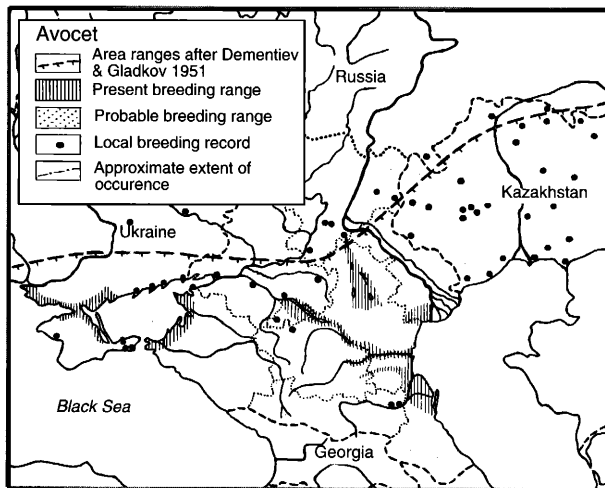 Avocet
Area ranges after Dementiev
& Gladkov 1951
Present breeding range
Probable breeding range
Local breeding record
Approximate extent of
occurence
Russia
Kazakhstan
Ukraine
Black Sea
Georgia